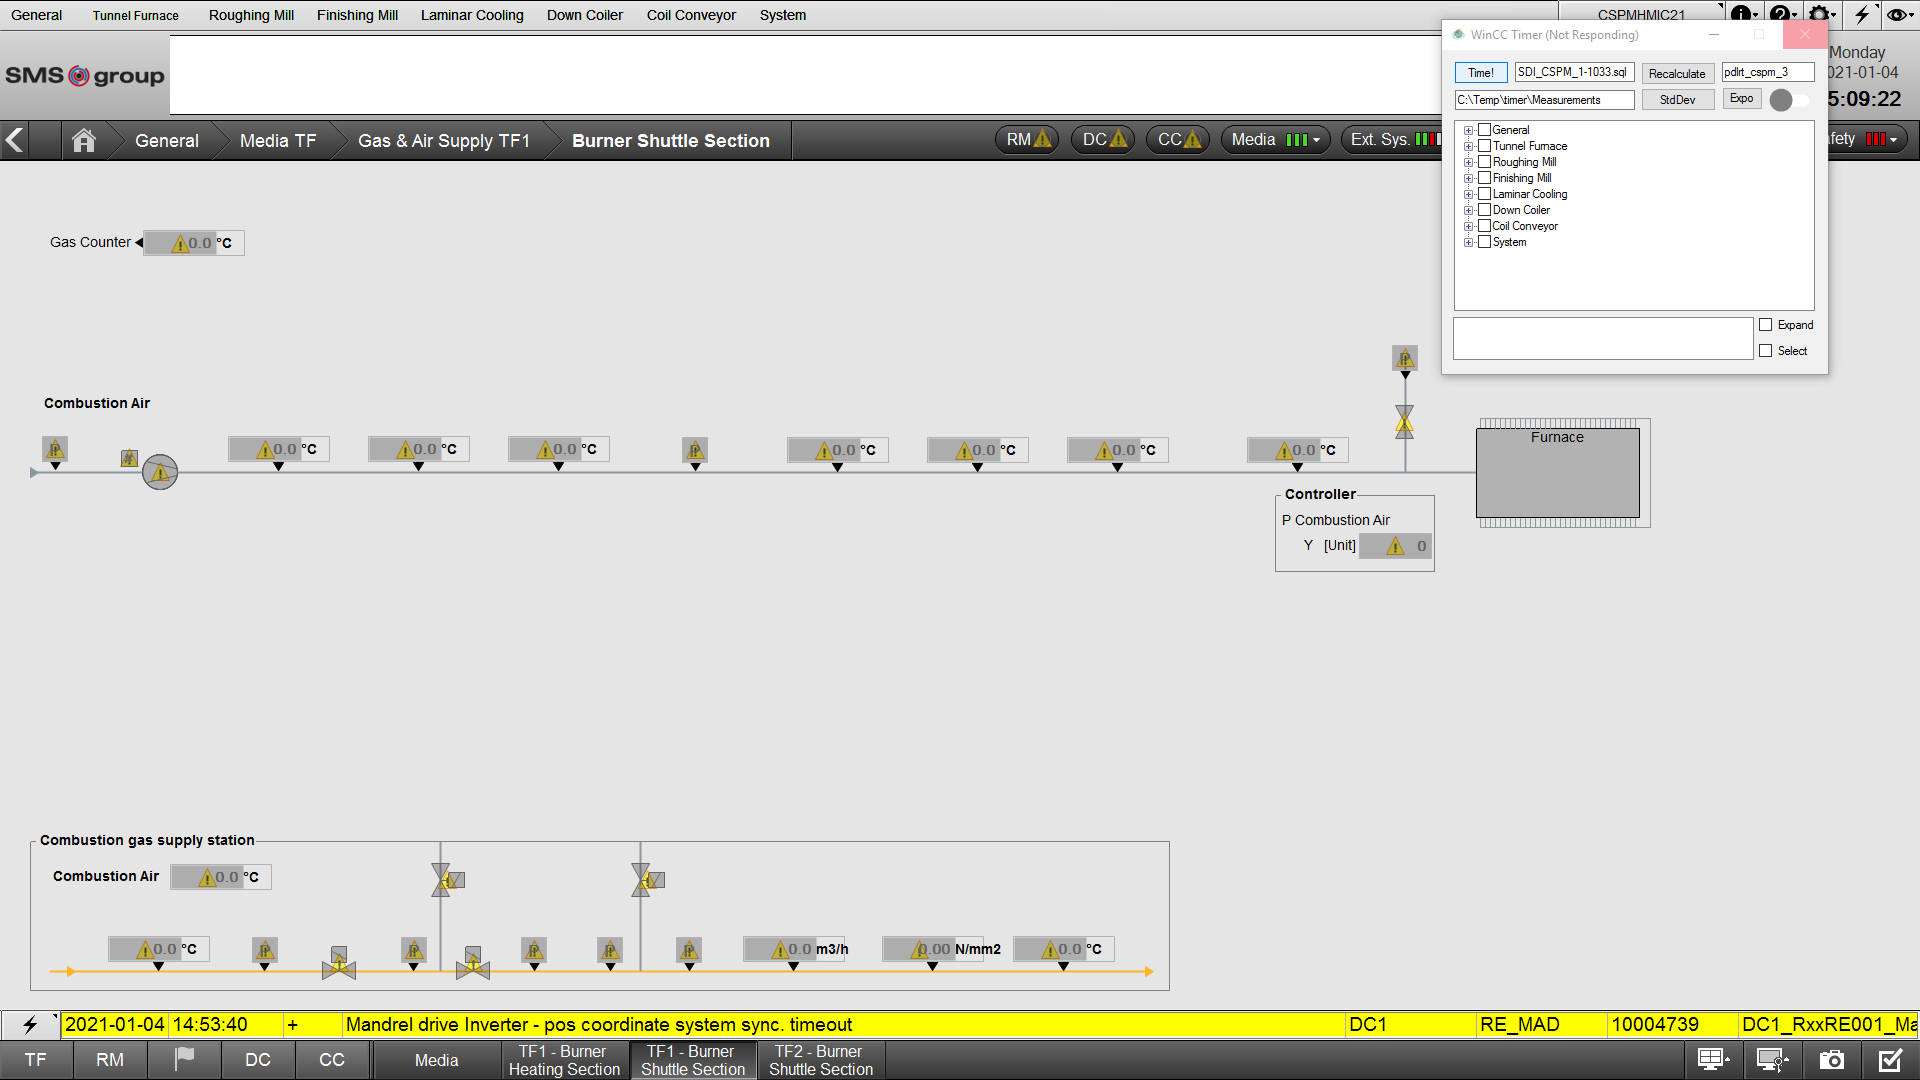 General Tunnel Furnace Roughing Mill Finishing Mill Laminar Cooling Down Coiler Coil Conveyor System CSPMHMIC21
WinCC Timer (Not Responding)
SMS group
Monday
021-01-04
5:09:22
Time! SDI_CSPM_1-1033.sql Recalculate pdlrt_cspm_3
C:\Temp\timer\Measurements StdDev Expo
General Media TF Gas & Air Supply TF1 Burner Shuttle Section RM DC CC Media Ext. Sys. fety
General
Tunnel Furnace
Roughing Mill
Finishing Mill
Laminar Cooling
Down Coiler
Coil Conveyor
System
Expand
Select
Gas Counter 0.0 °C
Combustion Air
P M 0.0 °C 0.0 °C 0.0 °C P 0.0 °C 0.0 °C 0.0 °C 0.0 °C P
Furnace
Controller
P Combustion Air
Y [Unit] 0
Combustion gas supply station
Combustion Air 0.0 °C
0.0 °C P P P P P 0.0 m3/h 0.00 N/mm2 0.0 °C
2021-01-04 14:53:40 + Mandrel drive Inverter - pos coordinate system sync. timeout DC1 RE_MAD 10004739 DC1_RxxRE001_Ma
TF RM DC CC Media TF1 - Burner Heating Section TF1 - Burner Shuttle Section TF2 - Burner Shuttle Section